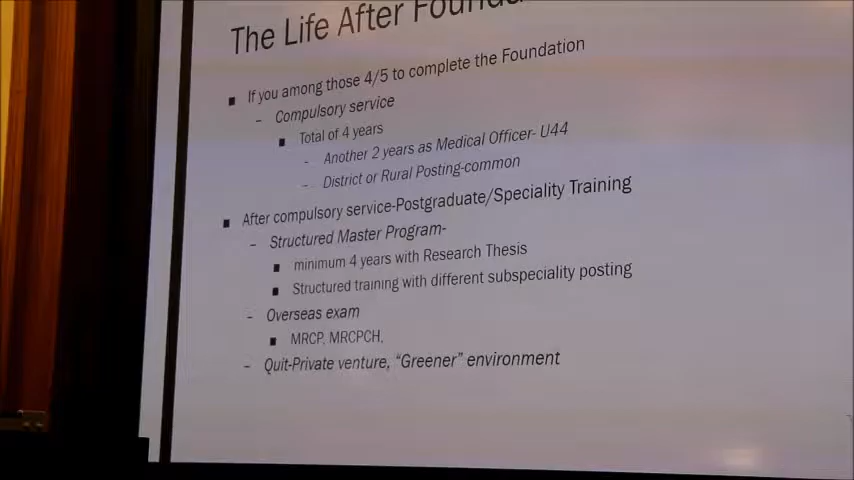 The Life After
■ If you among those 4/5 to complete the Foundation
– Compulsory service
■ Total of 4 years
- Another 2 years as Medical Officer- U44
- District or Rural Posting-common
■ After compulsory service-Postgraduate/Speciality Training
– Structured Master Program-
■ minimum 4 years with Research Thesis
■ Structured training with different subspeciality posting
– Overseas exam
■ MRCP, MRCPCH,
– Quit-Private venture, “Greener” environment